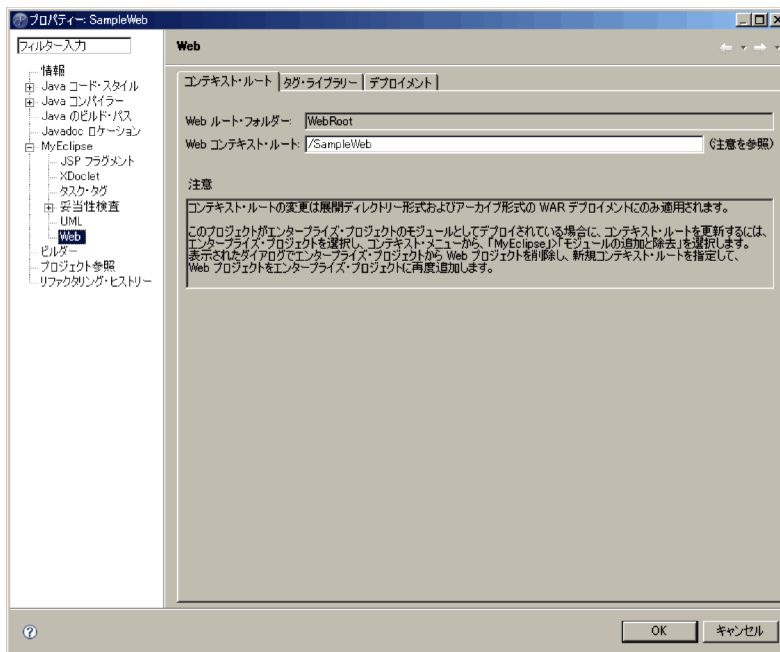 プロパティー: SampleWeb
フィルター入力
情報
Java コード・スタイル
Java コンパイラー
Java のビルド・パス
Javadoc ロケーション
MyEclipse
JSP フラグメント
XDoclet
タスク・タグ
妥当性検査
UML
Web
ビルダー
プロジェクト参照
リファクタリング・ヒストリー
Web
コンテキスト・ルート
タグ・ライブラリー
デプロイメント
Web ルート・フォルダー: WebRoot
Web コンテキスト・ルート: /SampleWeb (注意を参照)
注意
コンテキスト・ルートの変更は展開ディレクトリー形式およびアーカイブ形式の WAR デプロイメントにのみ適用されます。
このプロジェクトがエンタープライズ・プロジェクトのモジュールとしてデプロイされている場合に、コンテキスト・ルートを更新するには、
エンタープライズ・プロジェクトを選択し、コンテキスト・メニューから、「MyEclipse」>「モジュールの追加と除去」を選択します。
表示されたダイアログでエンタープライズ・プロジェクトから Web プロジェクトを削除し、新規コンテキスト・ルートを指定して、
Web プロジェクトをエンタープライズ・プロジェクトに再度追加します。
OK
キャンセル